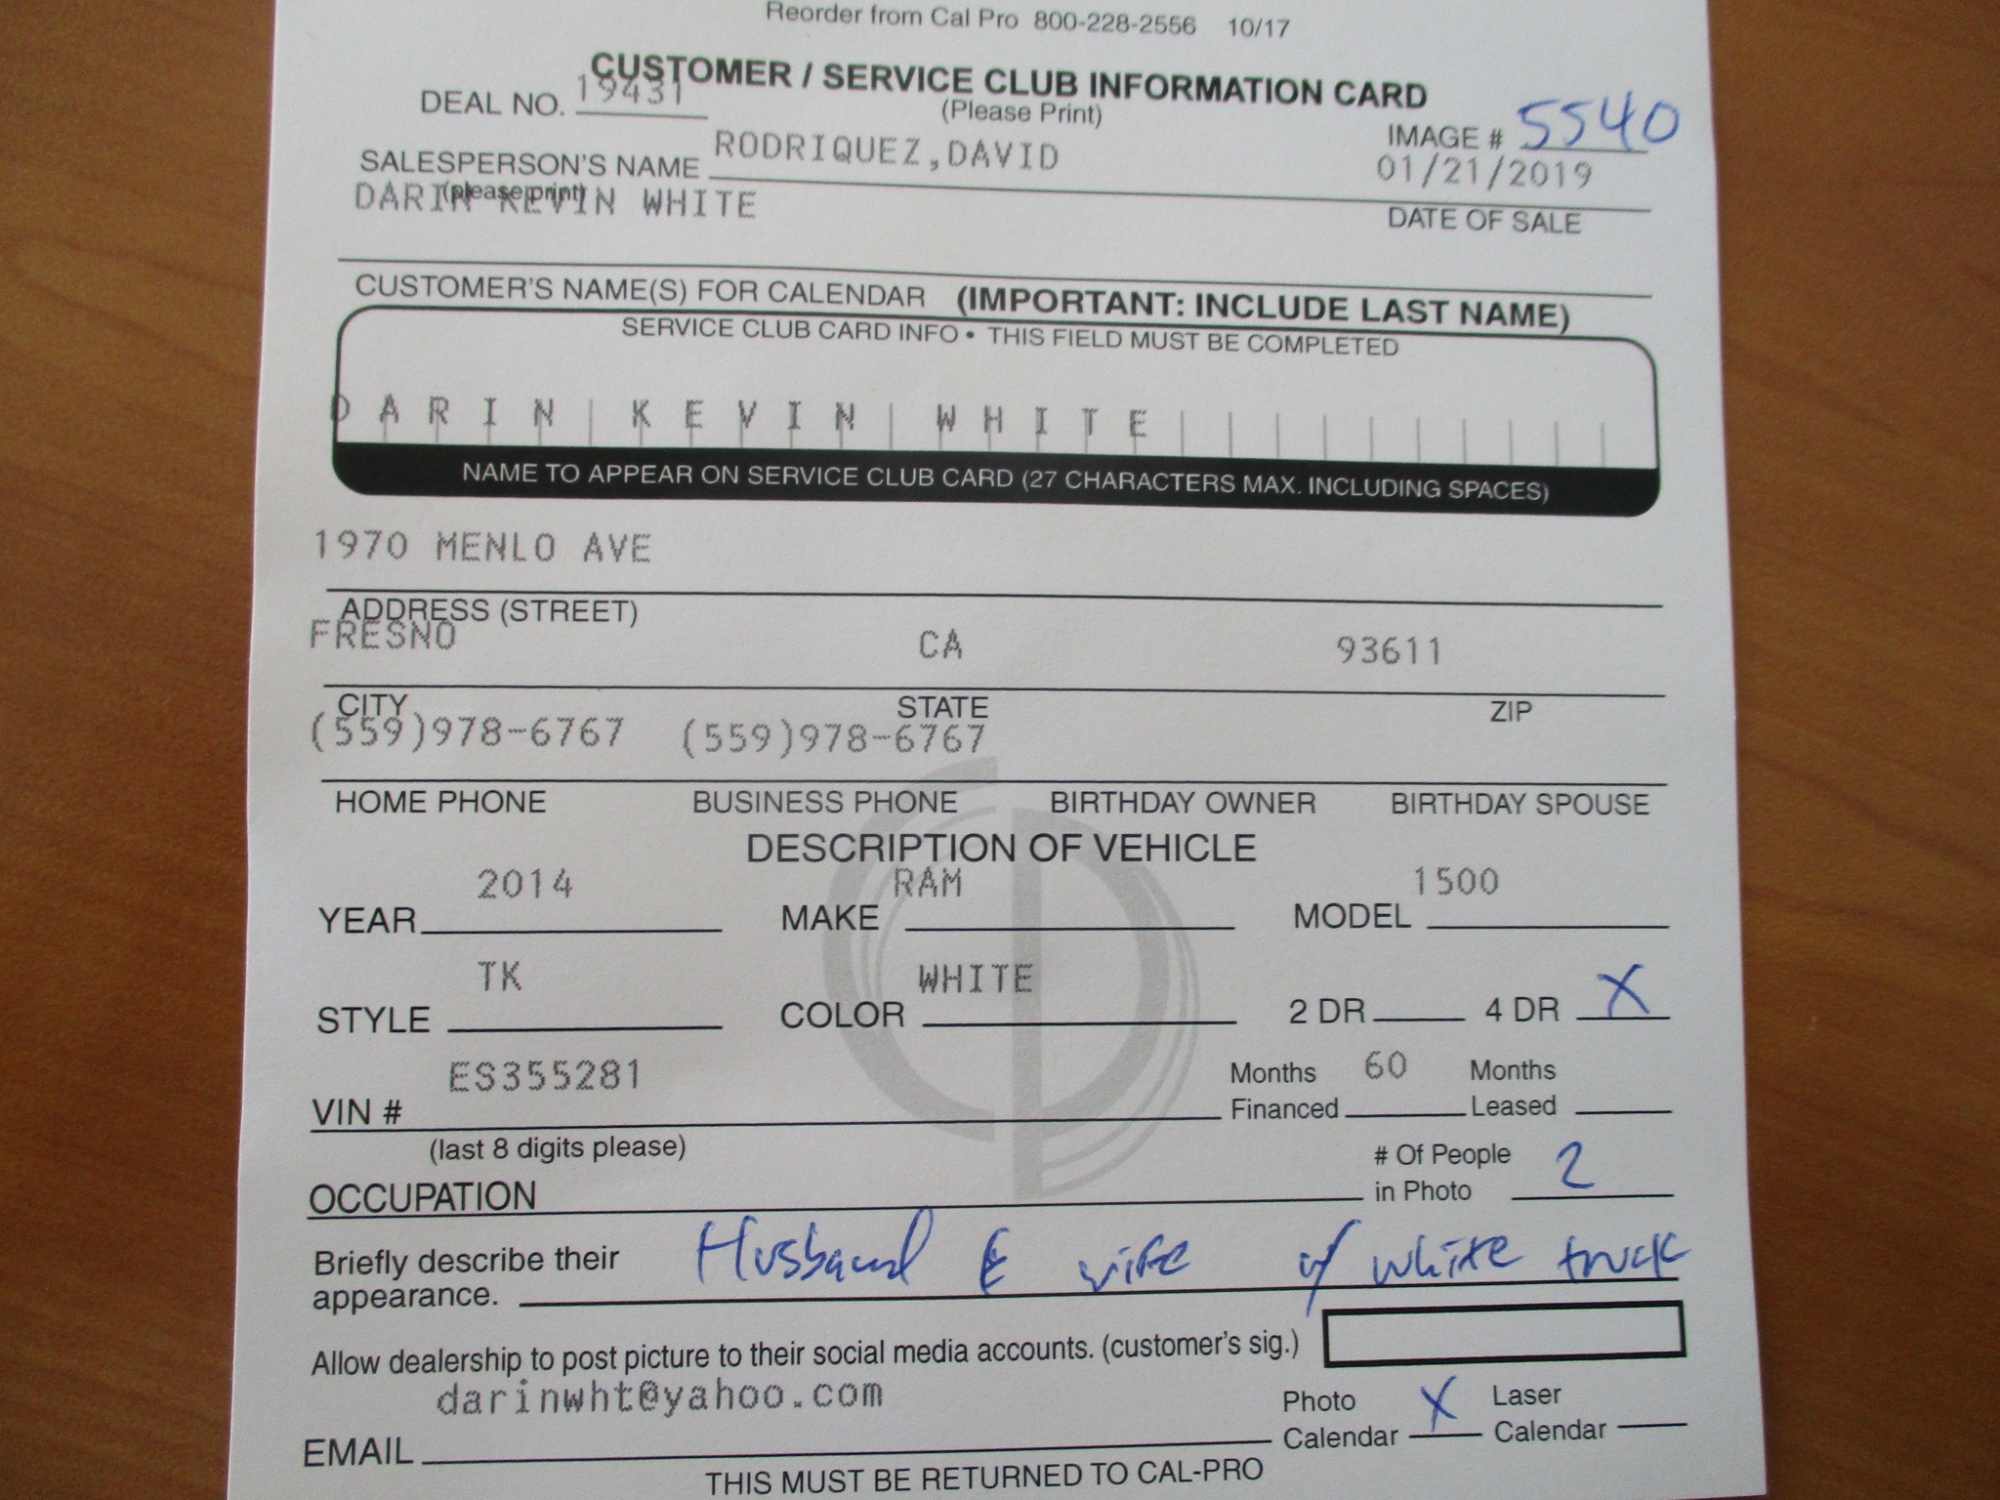 Reorder from Cal Pro 800-228-2556 10/17
CUSTOMER / SERVICE CLUB INFORMATION CARD
(Please Print)
DEAL NO. 19431
IMAGE # 5540
SALESPERSON'S NAME RODRIQUEZ,DAVID 01/21/2019
(please print)
DARIN KEVIN WHITE
DATE OF SALE
CUSTOMER'S NAME(S) FOR CALENDAR (IMPORTANT: INCLUDE LAST NAME)
SERVICE CLUB CARD INFO • THIS FIELD MUST BE COMPLETED
DARIN KEVIN WHITE
NAME TO APPEAR ON SERVICE CLUB CARD (27 CHARACTERS MAX. INCLUDING SPACES)
1970 MENLO AVE
ADDRESS (STREET)
FRESNO CA 93611
CITY STATE ZIP
(559)978-6767 (559)978-6767
HOME PHONE BUSINESS PHONE BIRTHDAY OWNER BIRTHDAY SPOUSE
DESCRIPTION OF VEHICLE
YEAR 2014 MAKE RAM MODEL 1500
STYLE TK COLOR WHITE 2 DR 4 DR X
VIN # ES355281 Months Financed 60 Months Leased
(last 8 digits please)
OCCUPATION # Of People in Photo 2
Briefly describe their appearance. Husband & wife w/ white truck
Allow dealership to post picture to their social media accounts. (customer's sig.)
EMAIL darinwht@yahoo.com Photo Calendar X Laser Calendar
THIS MUST BE RETURNED TO CAL-PRO